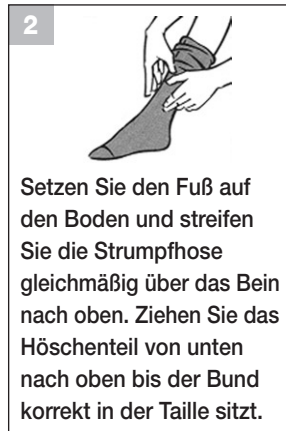 2
Setzen Sie den Fuß auf
den Boden und streifen
Sie die Strumpfhose
gleichmäßig über das Bein
nach oben. Ziehen Sie das
Höschenteil von unten
nach oben bis der Bund
korrekt in der Taille sitzt.